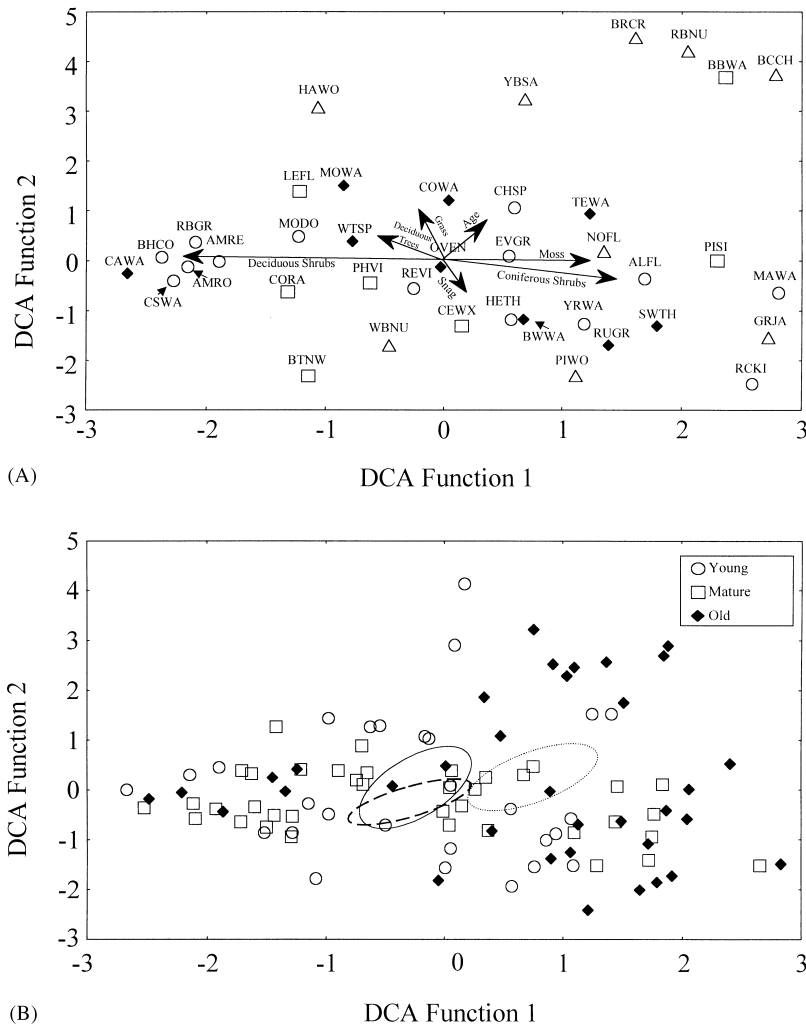 5
BRCR
RBNU
BBWA
BCCH
4
HAWO
YBSA
3
2
LEFL
MOWA
COWA
CHSP
TEWA
1
RBGR
MODO
WTSP
Deciduous Trees
Grass
Age
BHCO
AMRE
OVEN
EVGR
NOFL
PISI
0
CAWA
Deciduous Shrubs
Moss
Coniferous Shrubs
ALFL
MAWA
CSWA
AMRO
CORA
PHVI
REVI
Snag
CEWX
HETH
BWWA
YRWA
RUGR
SWTH
GRJA
-1
WBNU
BTNW
PIWO
RCKI
-2
-3
DCA Function 2
-3 -2 -1 0 1 2 3
(A) DCA Function 1
5
4
3
2
1
0
-1
-2
-3
DCA Function 2
Young
Mature
Old
-3 -2 -1 0 1 2 3
(B) DCA Function 1